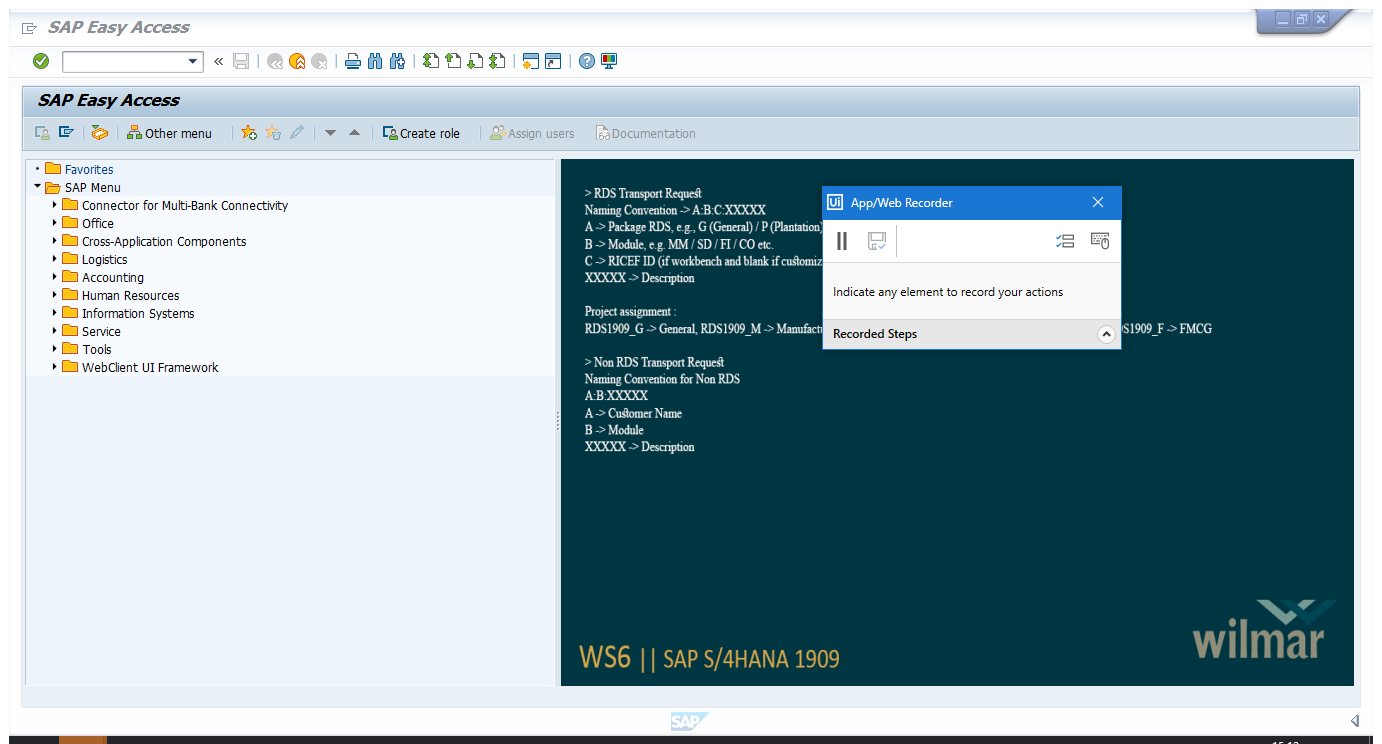 SAP Easy Access
SAP Easy Access
Other menu
Create role
Assign users
Documentation
Favorites
SAP Menu
Connector for Multi-Bank Connectivity
Office
Cross-Application Components
Logistics
Accounting
Human Resources
Information Systems
Service
Tools
WebClient UI Framework
> RDS Transport Request
Naming Convention -> A:B:C:XXXXX
A -> Package RDS, e.g., G (General) / P (Plantation)
B -> Module, e.g. MM / SD / FI / CO etc.
C -> RICEF ID (if workbench and blank if customiz
XXXXX -> Description
Project assignment :
RDS1909_G -> General, RDS1909_M -> Manufactu
S1909_F -> FMCG
> Non RDS Transport Request
Naming Convention for Non RDS
A:B:XXXXX
A -> Customer Name
B -> Module
XXXXX -> Description
Ui App/Web Recorder
Indicate any element to record your actions
Recorded Steps
WS6 || SAP S/4HANA 1909
wilmar
SAP